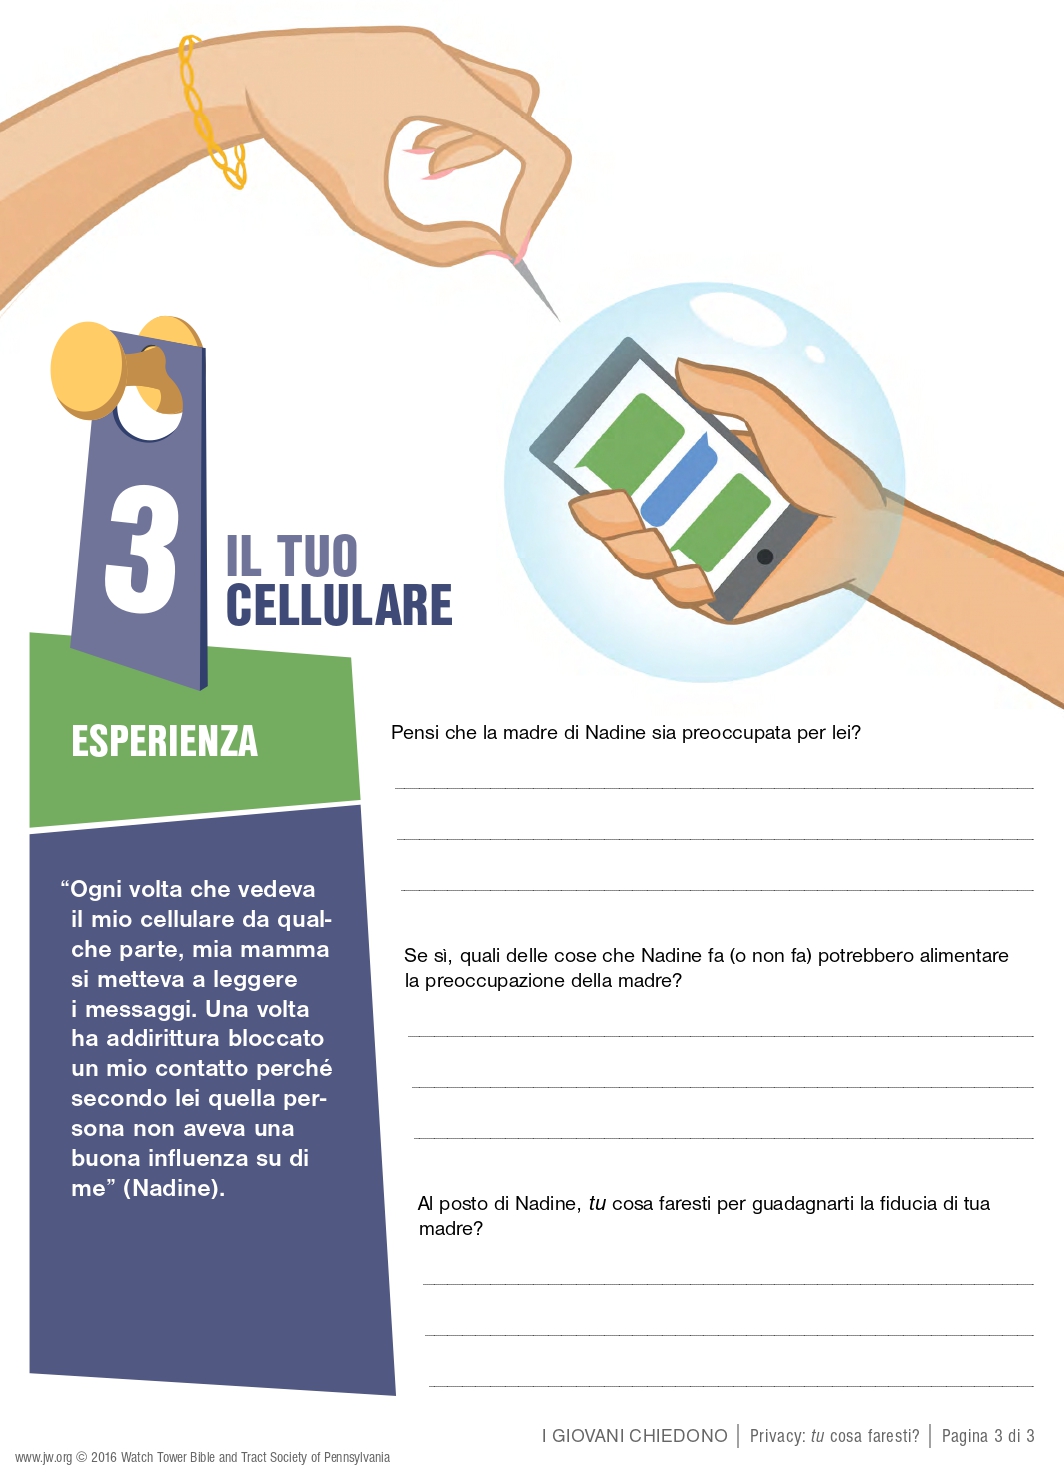 3
IL TUO
CELLULARE
ESPERIENZA
“Ogni volta che vedeva
il mio cellulare da qual-
che parte, mia mamma
si metteva a leggere
i messaggi. Una volta
ha addirittura bloccato
un mio contatto perché
secondo lei quella per-
sona non aveva una
buona influenza su di
me” (Nadine).
Pensi che la madre di Nadine sia preoccupata per lei?
Se sì, quali delle cose che Nadine fa (o non fa) potrebbero alimentare
la preoccupazione della madre?
Al posto di Nadine, tu cosa faresti per guadagnarti la fiducia di tua
madre?
I GIOVANI CHIEDONO | Privacy: tu cosa faresti? | Pagina 3 di 3
www.jw.org © 2016 Watch Tower Bible and Tract Society of Pennsylvania